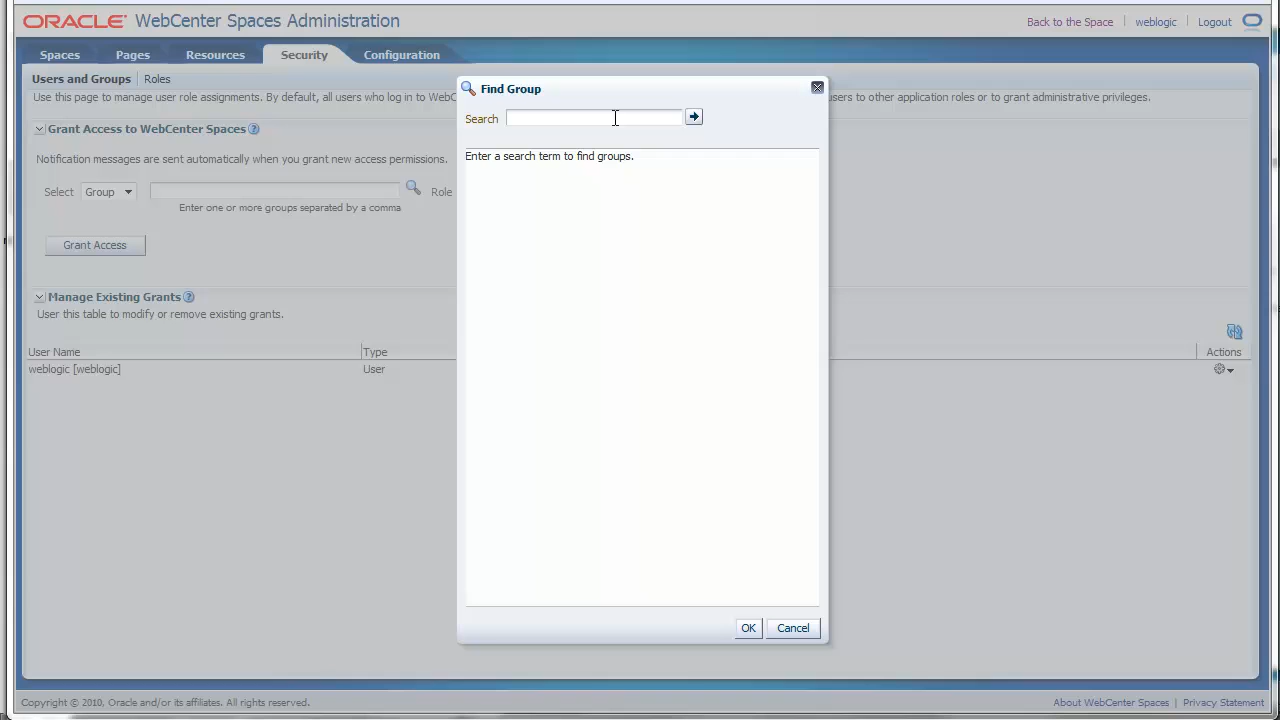 ORACLE WebCenter Spaces Administration
Back to the Space weblogic Logout
Spaces Pages Resources Security Configuration
Users and Groups Roles
Use this page to manage user role assignments. By default, all users who log in to WebC
users to other application roles or to grant administrative privileges.
Grant Access to WebCenter Spaces
Notification messages are sent automatically when you grant new access permissions.
Select Group Role
Enter one or more groups separated by a comma
Grant Access
Manage Existing Grants
User this table to modify or remove existing grants.
User Name Type Actions
weblogic [weblogic] User
Find Group
Search
Enter a search term to find groups.
OK Cancel
Copyright © 2010, Oracle and/or its affiliates. All rights reserved.
About WebCenter Spaces Privacy Statement